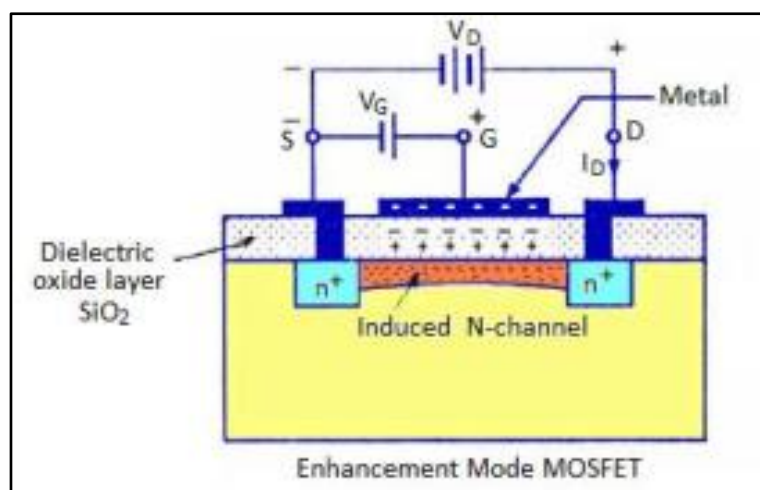 V_D
− +
V_G
Metal
− +
S G D
I_D
− − − − − −
+ + + + + +
Dielectric
oxide layer
SiO₂
n⁺ n⁺
Induced N-channel
Enhancement Mode MOSFET